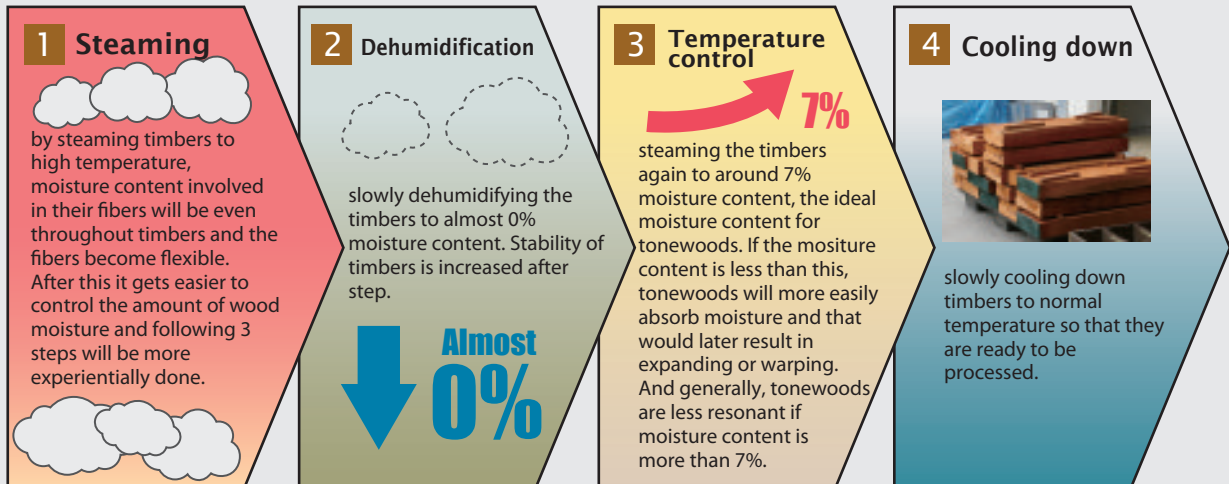 1 Steaming
by steaming timbers to
high temperature,
moisture content involved
in their fibers will be even
throughout timbers and the
fibers become flexible.
After this it gets easier to
control the amount of wood
moisture and following 3
steps will be more
experientially done.
2 Dehumidification
slowly dehumidifying the
timbers to almost 0%
moisture content. Stability of
timbers is increased after
step.
Almost
0%
3 Temperature
control
7%
steaming the timbers
again to around 7%
moisture content, the ideal
moisture content for
tonewoods. If the mositure
content is less than this,
tonewoods will more easily
absorb moisture and that
would later result in
expanding or warping.
And generally, tonewoods
are less resonant if
moisture content is
more than 7%.
4 Cooling down
slowly cooling down
timbers to normal
temperature so that they
are ready to be
processed.